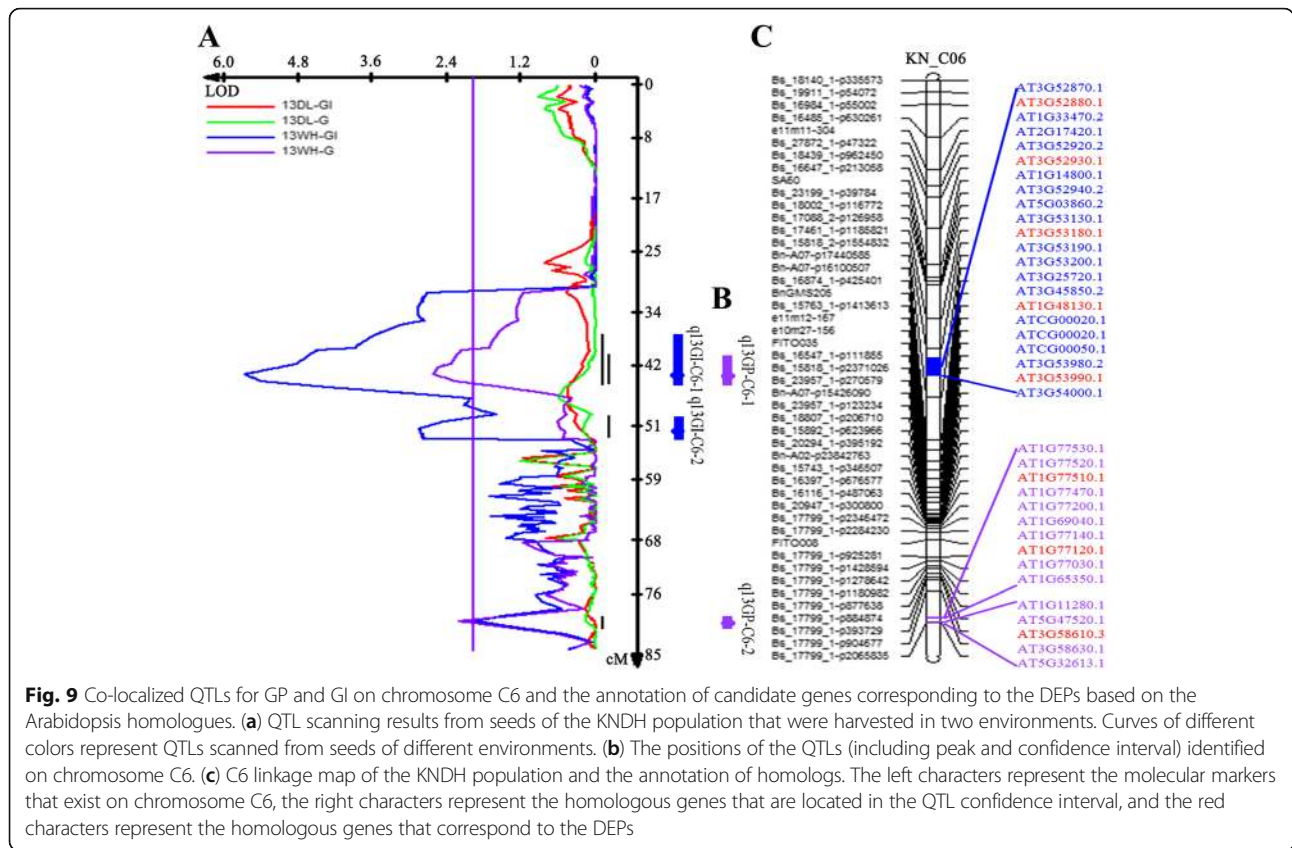 A
C
6.0 4.8 3.6 2.4 1.2 0
LOD
13DL-GI
13DL-G
13WH-GI
13WH-G
0
8
17
25
34
42
51
59
68
76
85
cM
B
q13GI-C6-1
q13GI-C6-2
q13GP-C6-1
q13GP-C6-2
KN_C06
Bs_18140_1-p335573
Bs_19911_1-p54072
Bs_16984_1-p55002
Bs_16485_1-p630261
e11m11-304
Bs_27872_1-p47322
Bs_18439_1-p962450
Bs_16647_1-p213058
SA60
Bs_23199_1-p39784
Bs_18002_1-p116772
Bs_17088_2-p126958
Bs_17461_1-p1185821
Bs_15818_2-p1554832
Bn-A07-p17440585
Bn-A07-p16100507
Bs_16874_1-p425401
BnGMS205
Bs_15763_1-p1413613
e11m12-167
e10m27-156
FITO035
Bs_16547_1-p111855
Bs_15818_1-p2371026
Bs_23957_1-p270579
Bn-A07-p15426090
Bs_23957_1-p123234
Bs_18807_1-p206710
Bs_15892_1-p623966
Bs_20294_1-p395192
Bn-A02-p23842763
Bs_15743_1-p346507
Bs_16397_1-p676577
Bs_16116_1-p487063
Bs_20947_1-p300800
Bs_17799_1-p2346472
Bs_17799_1-p2284230
FITO008
Bs_17799_1-p925281
Bs_17799_1-p1428594
Bs_17799_1-p1278642
Bs_17799_1-p1180982
Bs_17799_1-p877638
Bs_17799_1-p884874
Bs_17799_1-p393729
Bs_17799_1-p904677
Bs_17799_1-p2065835
AT3G52870.1
AT3G52880.1
AT1G33470.2
AT2G17420.1
AT3G52920.2
AT3G52930.1
AT1G14800.1
AT3G52940.2
AT5G03860.2
AT3G53130.1
AT3G53180.1
AT3G53190.1
AT3G53200.1
AT3G25720.1
AT3G45850.2
AT1G48130.1
ATCG00020.1
ATCG00020.1
ATCG00050.1
AT3G53980.2
AT3G53990.1
AT3G54000.1
AT1G77530.1
AT1G77520.1
AT1G77510.1
AT1G77470.1
AT1G77200.1
AT1G69040.1
AT1G77140.1
AT1G77120.1
AT1G77030.1
AT1G65350.1
AT1G11280.1
AT5G47520.1
AT3G58610.3
AT3G58630.1
AT5G32613.1
Fig. 9 Co-localized QTLs for GP and GI on chromosome C6 and the annotation of candidate genes corresponding to the DEPs based on the
Arabidopsis homologues. (a) QTL scanning results from seeds of the KNDH population that were harvested in two environments. Curves of different
colors represent QTLs scanned from seeds of different environments. (b) The positions of the QTLs (including peak and confidence interval) identified
on chromosome C6. (c) C6 linkage map of the KNDH population and the annotation of homologs. The left characters represent the molecular markers
that exist on chromosome C6, the right characters represent the homologous genes that are located in the QTL confidence interval, and the red
characters represent the homologous genes that correspond to the DEPs